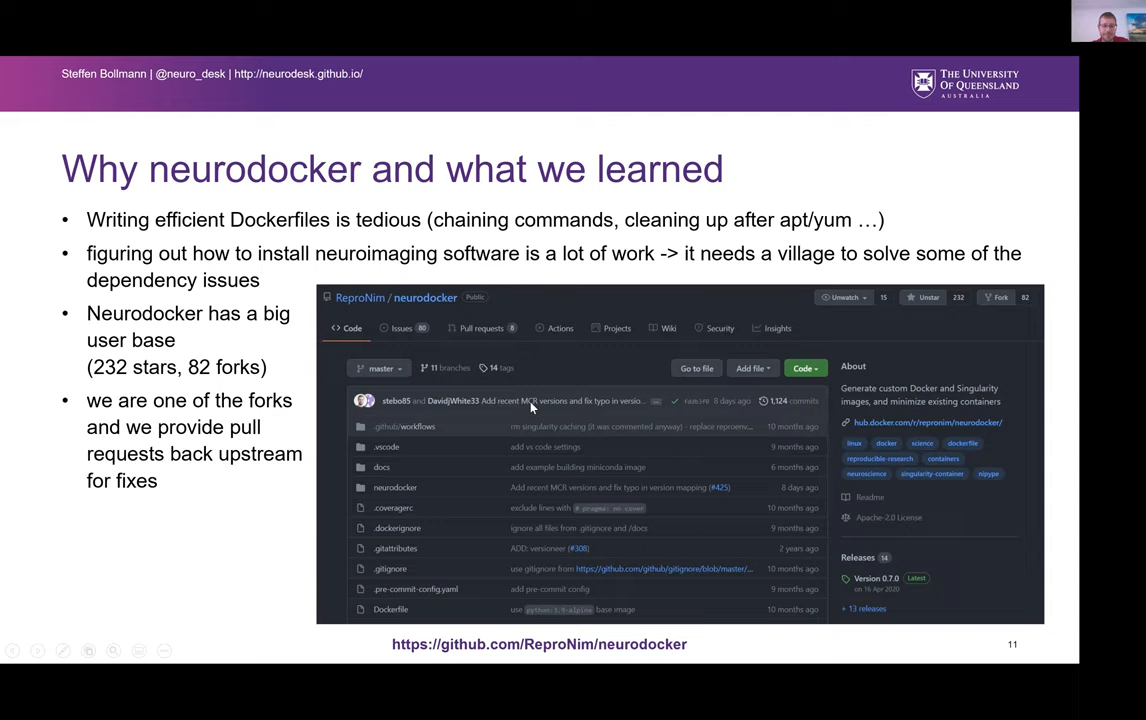 Steffen Bollmann | @neuro_desk | http://neurodesk.github.io/
THE UNIVERSITY
OF QUEENSLAND
AUSTRALIA
Why neurodocker and what we learned
• Writing efficient Dockerfiles is tedious (chaining commands, cleaning up after apt/yum …)
• figuring out how to install neuroimaging software is a lot of work -> it needs a village to solve some of the
dependency issues
• Neurodocker has a big
user base
(232 stars, 82 forks)
• we are one of the forks
and we provide pull
requests back upstream
for fixes
ReproNim / neurodocker Public
Unwatch 15 Unstar 232 Fork 82
<> Code Issues 80 Pull requests 8 Actions Projects Wiki Security Insights
master 11 branches 14 tags Go to file Add file Code
stebo85 and DavidjWhite33 Add recent MCR versions and fix typo in versio... 8 days ago 1,124 commits
.github/workflows rm singularity caching (it was commented anyway) - replace reproenv... 10 months ago
.vscode add vs code settings 9 months ago
docs add example building miniconda image 6 months ago
neurodocker Add recent MCR versions and fix typo in version mapping (#425) 8 days ago
.coveragerc exclude lines with # pragma: no cover 10 months ago
.dockerignore ignore all files from .gitignore and /docs 9 months ago
.gitattributes ADD: versioneer (#308) 2 years ago
.gitignore use gitignore from https://github.com/github/gitignore/blob/master/... 9 months ago
.pre-commit-config.yaml add pre-commit config 9 months ago
Dockerfile use python:3.9-alpine base image 10 months ago
About
Generate custom Docker and Singularity
images, and minimize existing containers
hub.docker.com/r/repronim/neurodocker/
linux docker science dockerfile
reproducible-research containers
neuroscience singularity-container nipype
Readme
Apache-2.0 License
Releases 14
Version 0.7.0 Latest
on 16 Apr 2020
+ 13 releases
https://github.com/ReproNim/neurodocker
11